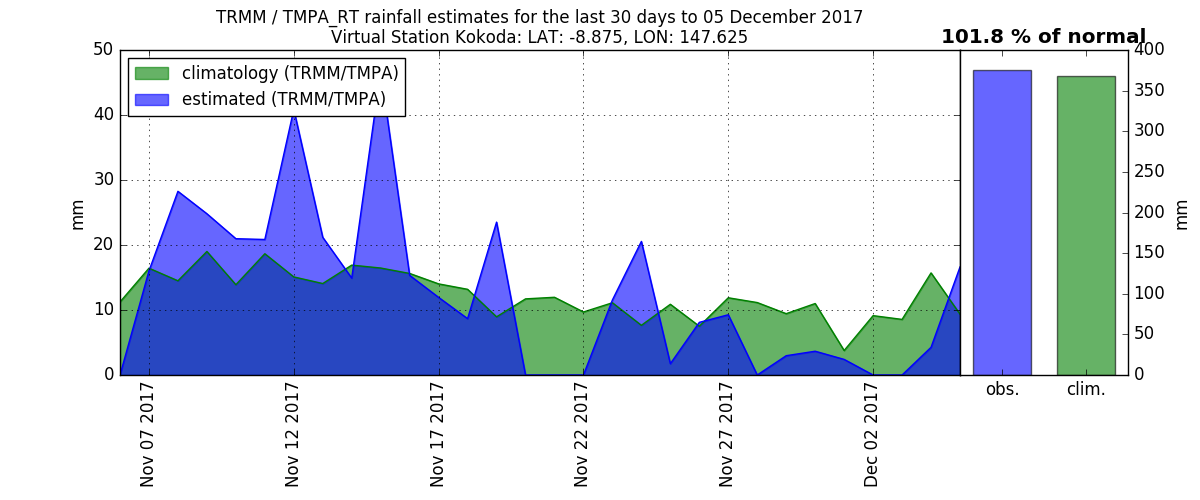 TRMM / TMPA_RT rainfall estimates for the last 30 days to 05 December 2017
Virtual Station Kokoda: LAT: -8.875, LON: 147.625
101.8 % of normal
climatology (TRMM/TMPA)
estimated (TRMM/TMPA)
50
40
30
20
10
0
mm
Nov 07 2017
Nov 12 2017
Nov 17 2017
Nov 22 2017
Nov 27 2017
Dec 02 2017
obs.
clim.
400
350
300
250
200
150
100
50
0
mm